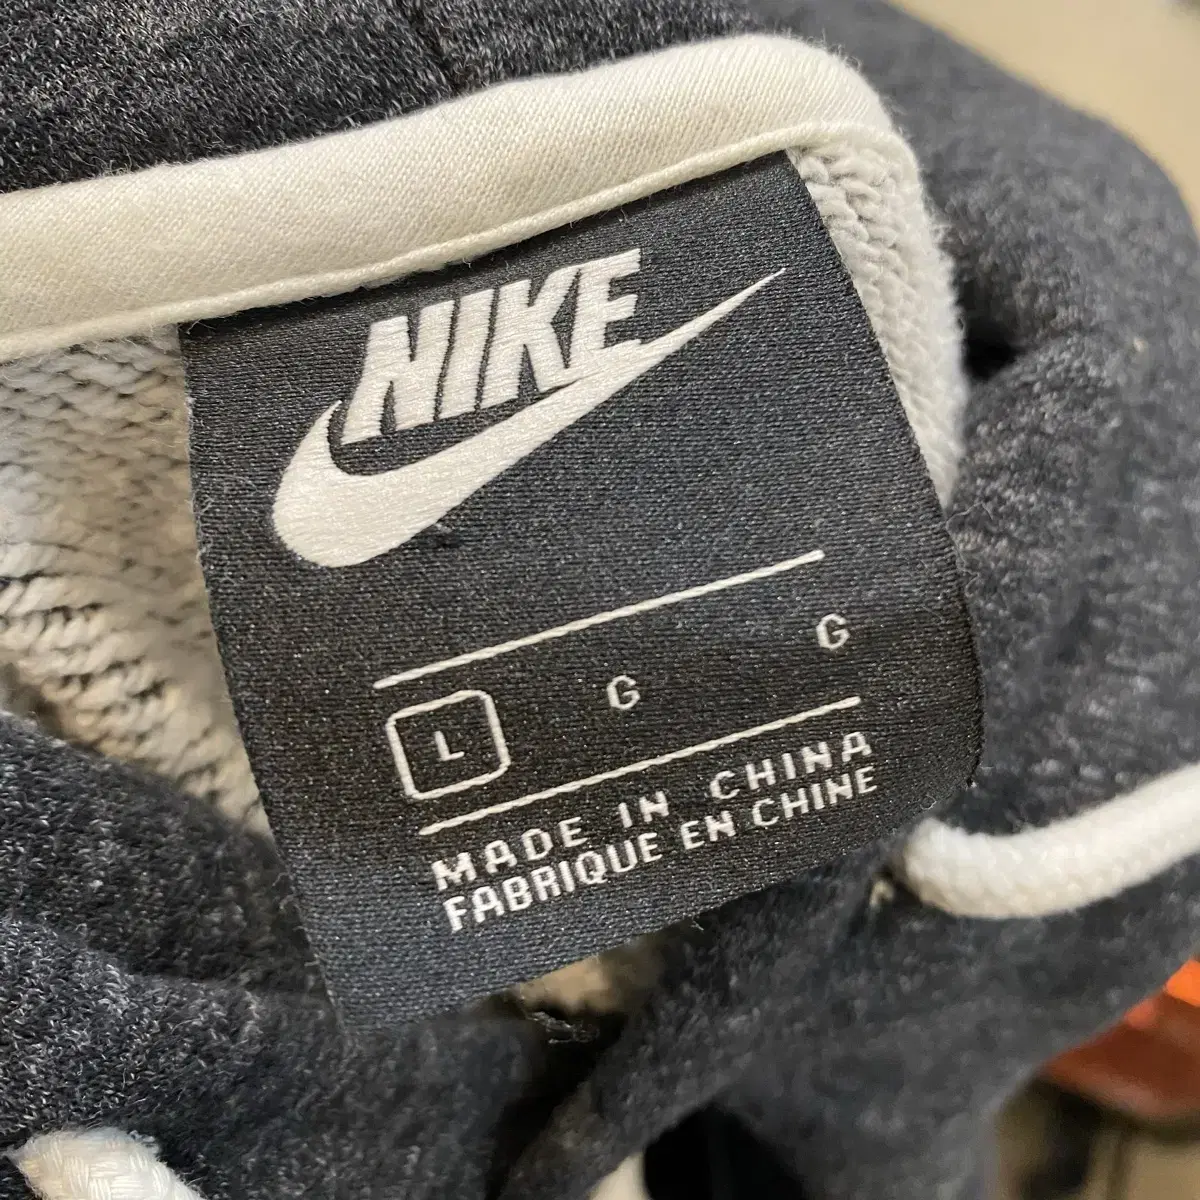 NIKE
L G G
MADE IN CHINA
FABRIQUE EN CHINE